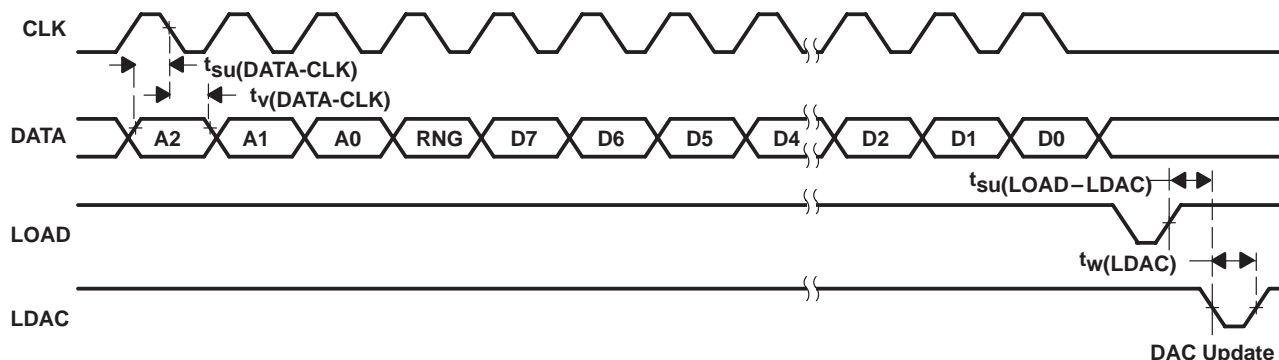 CLK
tsu(DATA-CLK)
tv(DATA-CLK)
DATA A2 A1 A0 RNG D7 D6 D5 D4 D2 D1 D0
tsu(LOAD–LDAC)
LOAD
tw(LDAC)
LDAC
DAC Update